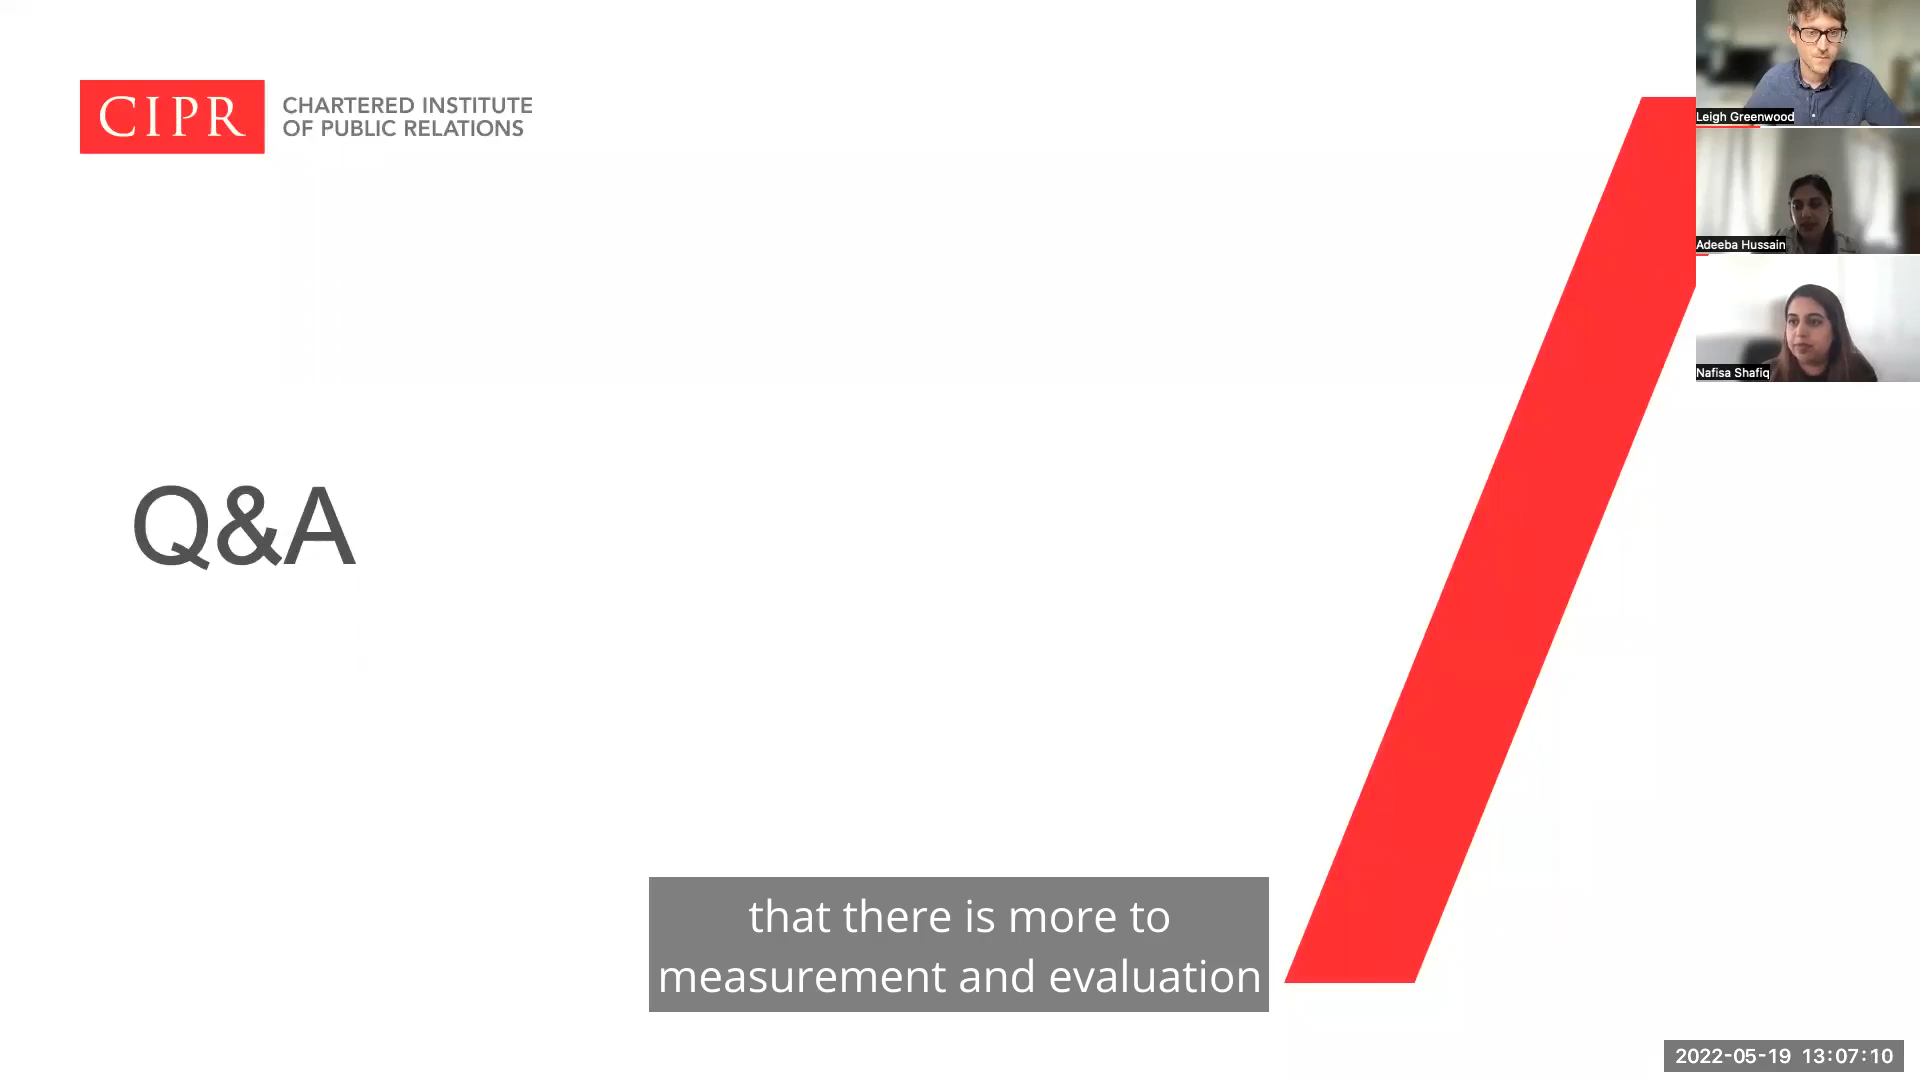 CIPR
CHARTERED INSTITUTE
OF PUBLIC RELATIONS
Leigh Greenwood
Adeeba Hussain
Nafisa Shafiq
Q&A
that there is more to
measurement and evaluation
2022-05-19 13:07:10